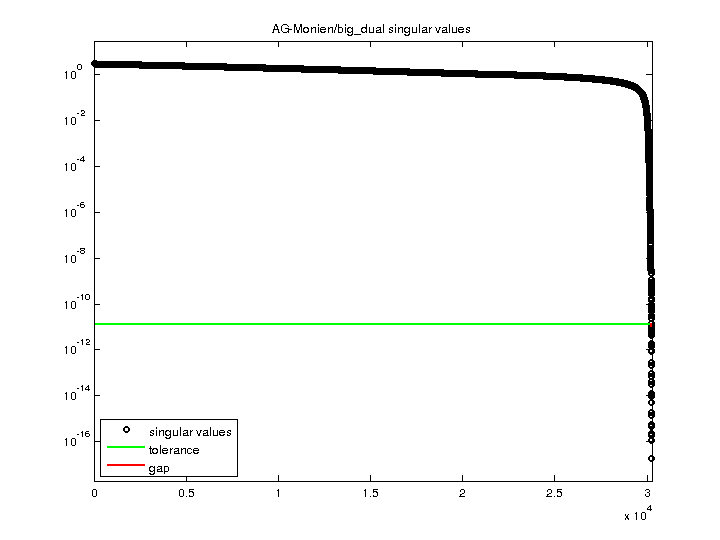 AG-Monien/big_dual singular values
10^0
10^-2
10^-4
10^-6
10^-8
10^-10
10^-12
10^-14
10^-16
singular values
tolerance
gap
0 0.5 1 1.5 2 2.5 3
x 10^4